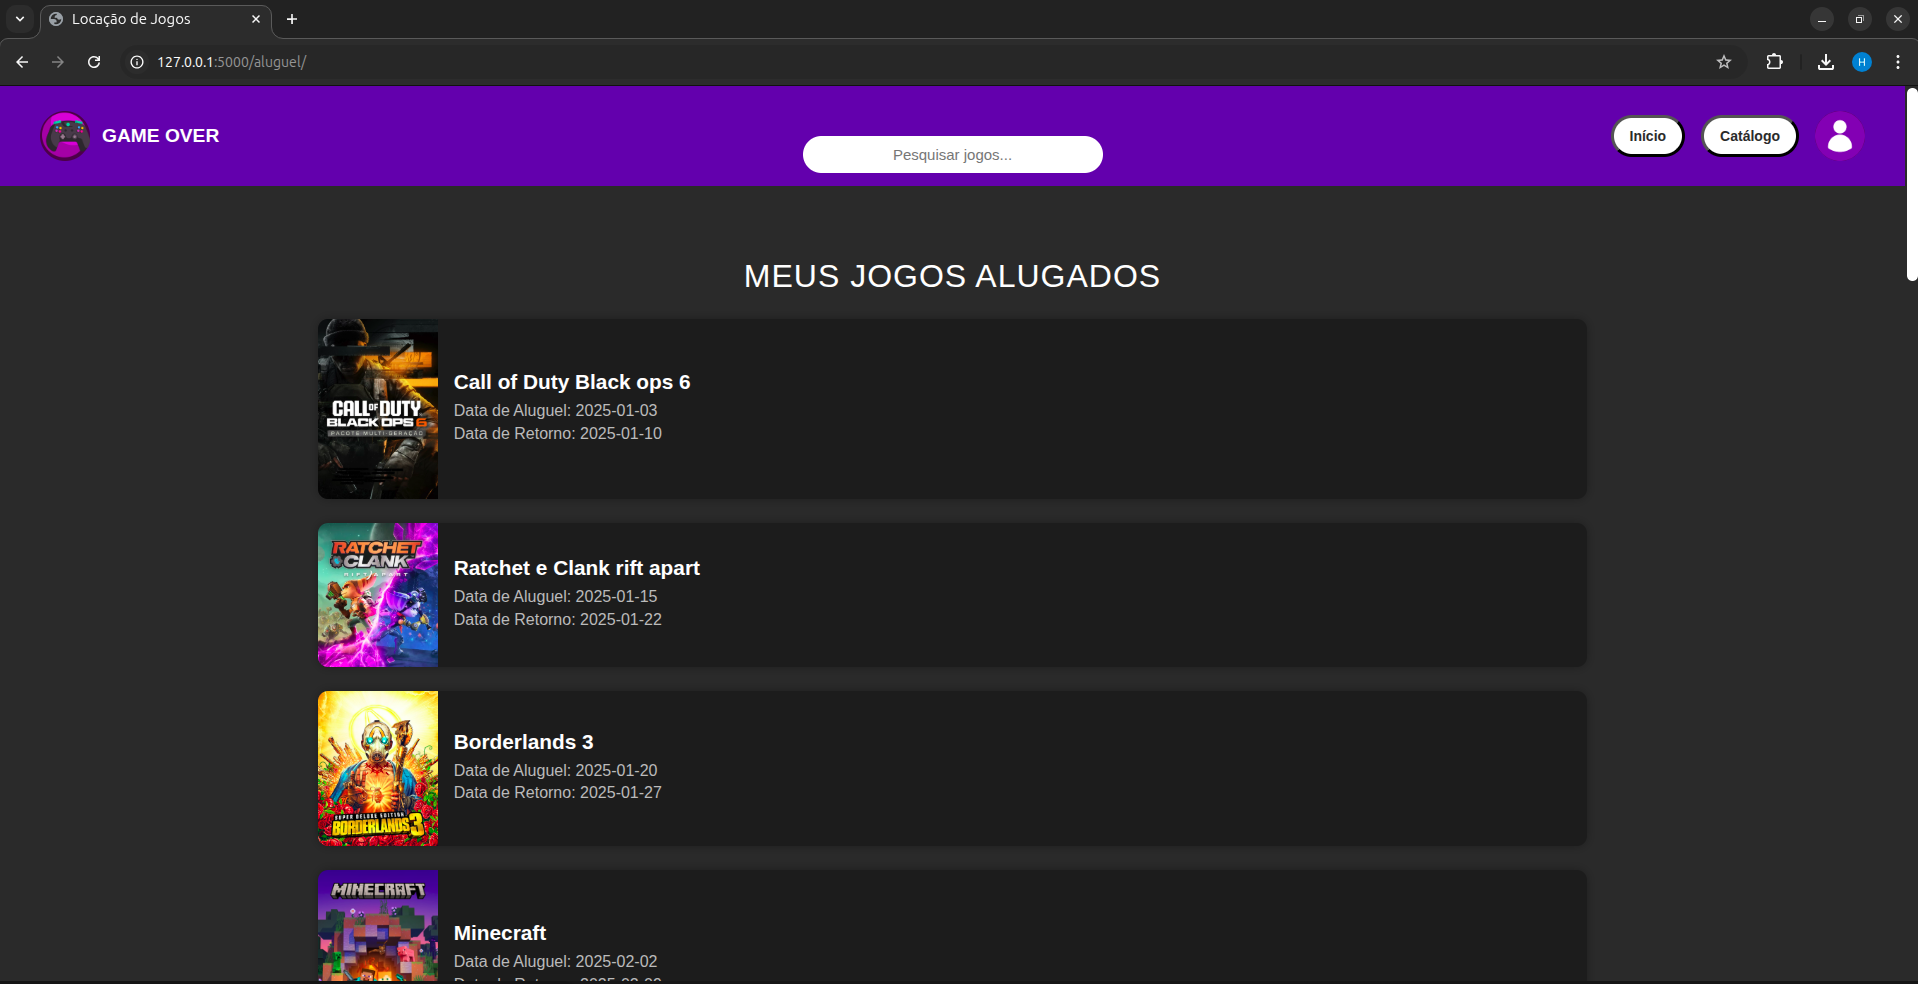 Locação de Jogos
127.0.0.1:5000/aluguel/
H
GAME OVER
Pesquisar jogos...
Início
Catálogo
MEUS JOGOS ALUGADOS
CALL OF DUTY
BLACK OPS 6
PACOTE MULTI-GERAÇÃO
Call of Duty Black ops 6
Data de Aluguel: 2025-01-03
Data de Retorno: 2025-01-10
RATCHET
CLANK
RIFT APART
Ratchet e Clank rift apart
Data de Aluguel: 2025-01-15
Data de Retorno: 2025-01-22
SUPER DELUXE EDITION
BORDERLANDS 3
Borderlands 3
Data de Aluguel: 2025-01-20
Data de Retorno: 2025-01-27
MINECRAFT
Minecraft
Data de Aluguel: 2025-02-02